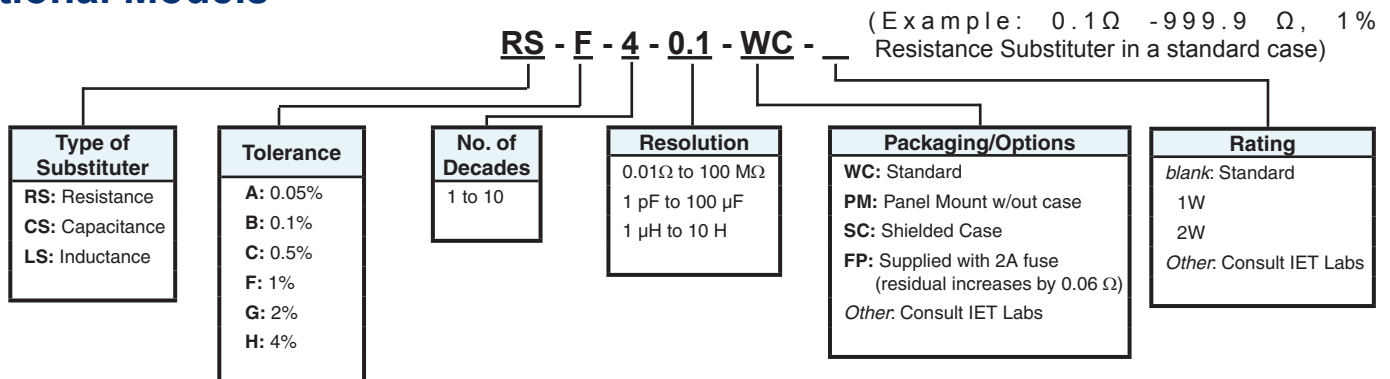 (Example: 0.1Ω -999.9 Ω, 1%
RS - F - 4 - 0.1 - WC - __ Resistance Substituter in a standard case)
Type of
Substituter
RS: Resistance
CS: Capacitance
LS: Inductance
Tolerance
A: 0.05%
B: 0.1%
C: 0.5%
F: 1%
G: 2%
H: 4%
No. of
Decades
1 to 10
Resolution
0.01Ω to 100 MΩ
1 pF to 100 µF
1 µH to 10 H
Packaging/Options
WC: Standard
PM: Panel Mount w/out case
SC: Shielded Case
FP: Supplied with 2A fuse
(residual increases by 0.06 Ω)
Other: Consult IET Labs
Rating
blank: Standard
1W
2W
Other: Consult IET Labs